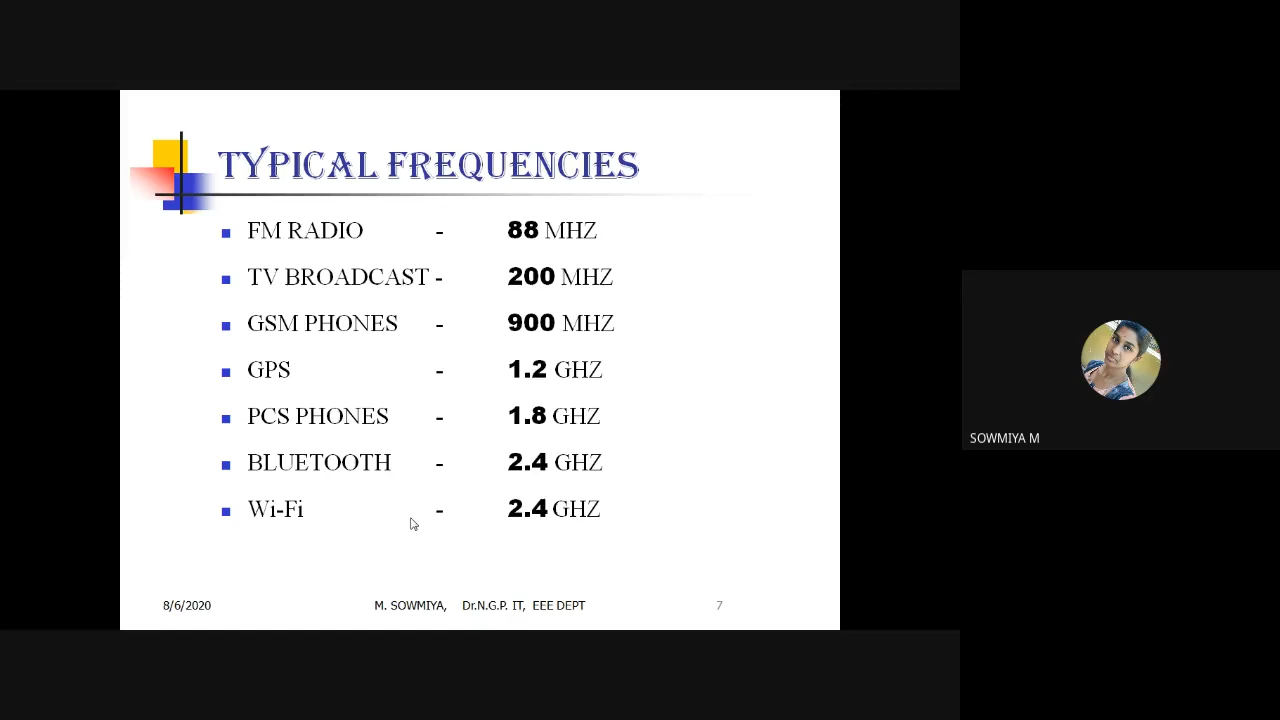 TYPICAL FREQUENCIES
FM RADIO - 88 MHZ
TV BROADCAST - 200 MHZ
GSM PHONES - 900 MHZ
GPS - 1.2 GHZ
PCS PHONES - 1.8 GHZ
BLUETOOTH - 2.4 GHZ
Wi-Fi - 2.4 GHZ
8/6/2020 M. SOWMIYA, Dr.N.G.P. IT, EEE DEPT 7
SOWMIYA M